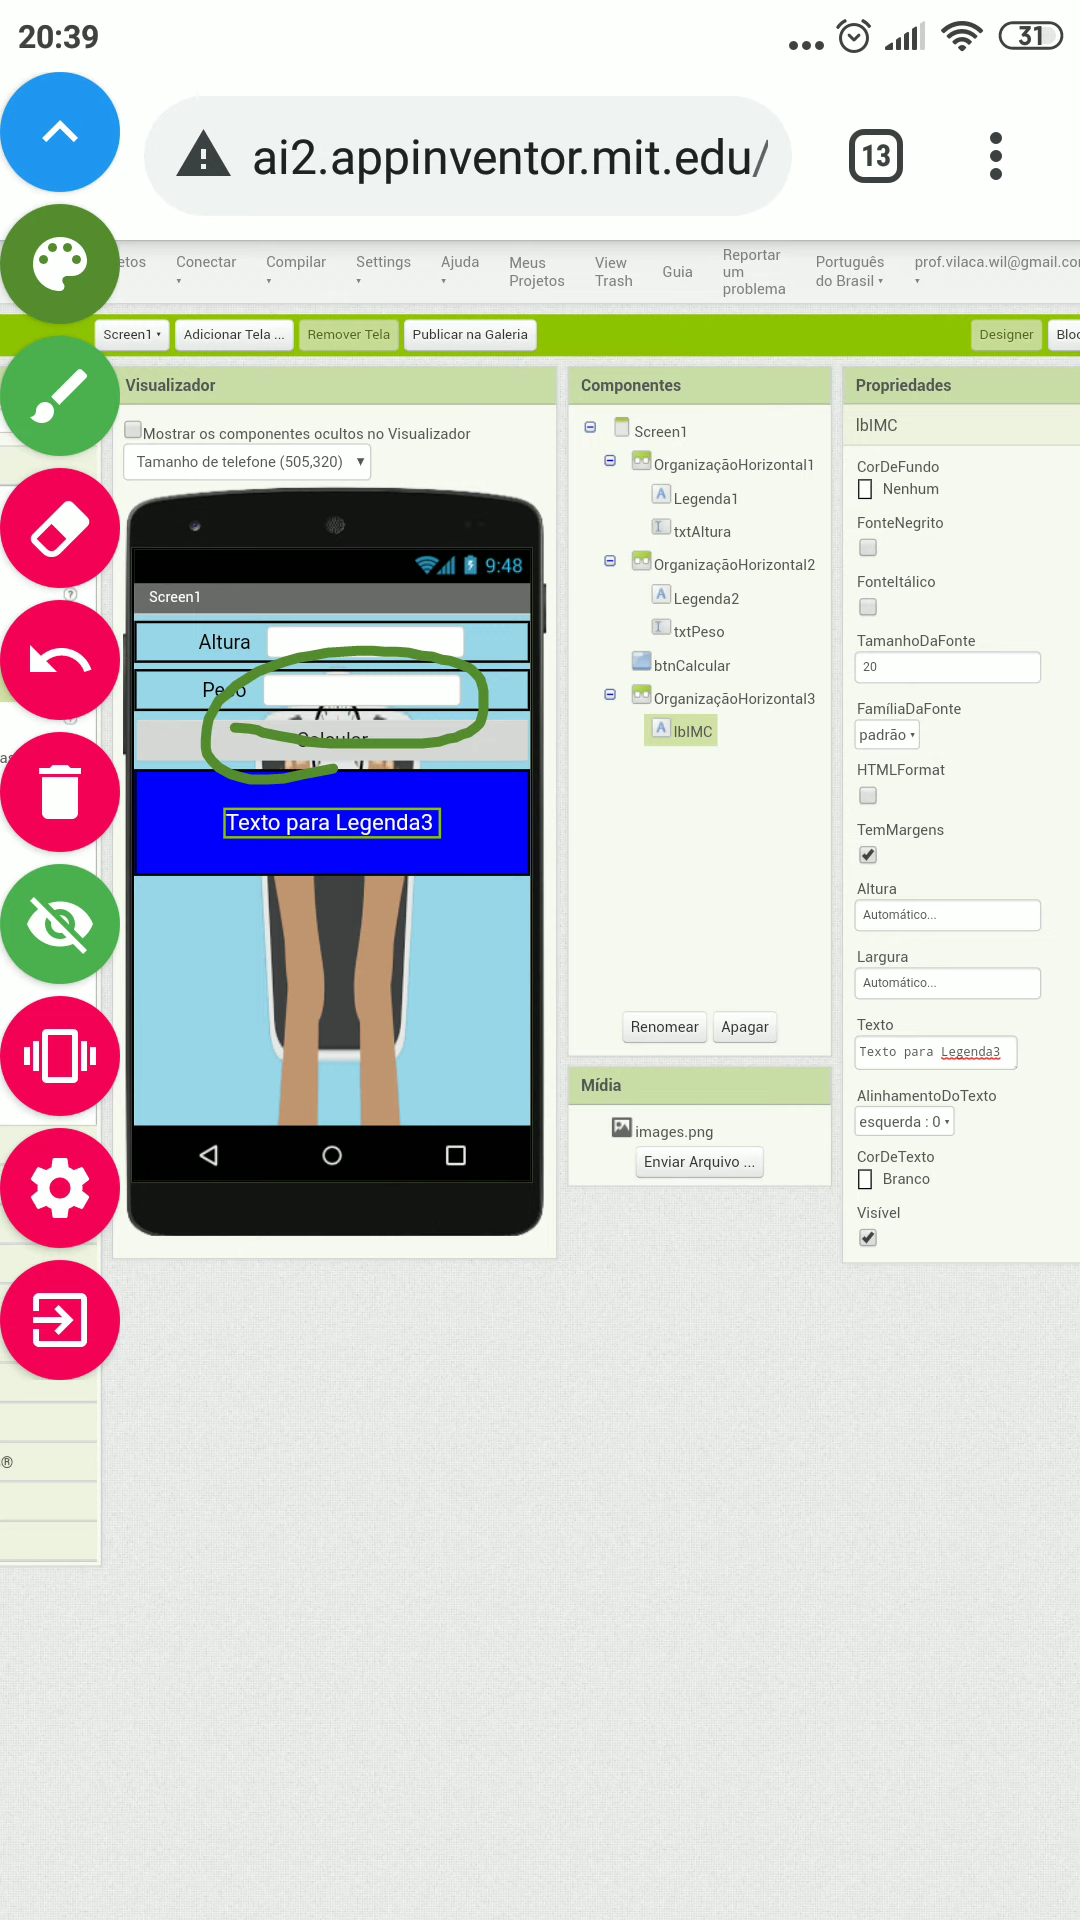 20:39
31
ai2.appinventor.mit.edu/
13
etos
Conectar
Compilar
Settings
Ajuda
Meus Projetos
View Trash
Guia
Reportar um problema
Português do Brasil
prof.vilaca.wil@gmail.co
Screen1
Adicionar Tela ...
Remover Tela
Publicar na Galeria
Designer
Bloc
Visualizador
Mostrar os componentes ocultos no Visualizador
Tamanho de telefone (505,320)
9:48
Screen1
Altura
Peso
Calcular
Texto para Legenda3
Componentes
Screen1
OrganizaçãoHorizontal1
Legenda1
txtAltura
OrganizaçãoHorizontal2
Legenda2
txtPeso
btnCalcular
OrganizaçãoHorizontal3
lbIMC
Renomear
Apagar
Mídia
images.png
Enviar Arquivo ...
Propriedades
lbIMC
CorDeFundo
Nenhum
FonteNegrito
FonteItálico
TamanhoDaFonte
20
FamíliaDaFonte
padrão
HTMLFormat
TemMargens
Altura
Automático...
Largura
Automático...
Texto
Texto para Legenda3
AlinhamentoDoTexto
esquerda : 0
CorDeTexto
Branco
Visível
as
®